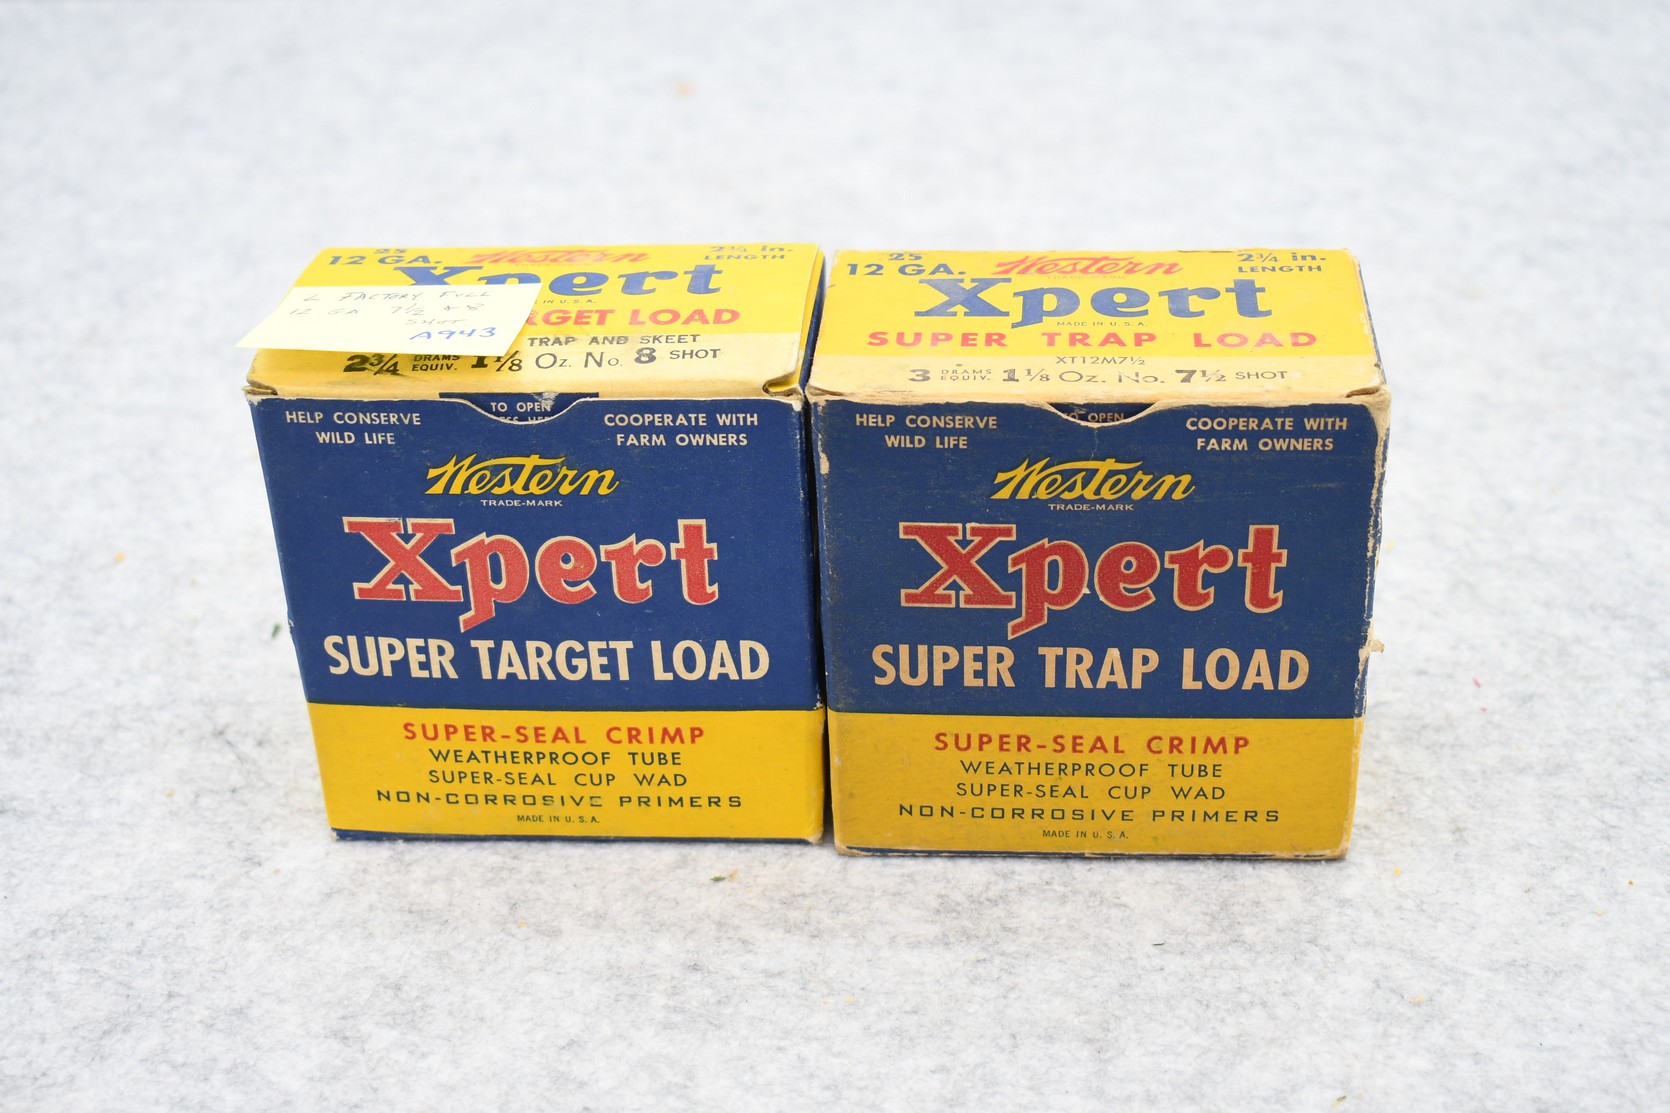 25
12 GA.
Western
2¾ in.
LENGTH
Xpert
IN U.S.A.
RGET LOAD
TRAP AND SKEET
2¾ DRAMS EQUIV. 1⅛ Oz. No. 8 SHOT
FACTORY FULL
12 GA 7½ & 8
SHOT
A943
HELP CONSERVE
WILD LIFE
TO OPEN
COOPERATE WITH
FARM OWNERS
Western
TRADE-MARK
Xpert
SUPER TARGET LOAD
SUPER-SEAL CRIMP
WEATHERPROOF TUBE
SUPER-SEAL CUP WAD
NON-CORROSIVE PRIMERS
MADE IN U.S.A.
25
12 GA.
Western
TRADE-MARK
2¾ in.
LENGTH
Xpert
MADE IN U.S.A.
SUPER TRAP LOAD
XT12M7½
3 DRAMS EQUIV. 1⅛ Oz. No. 7½ SHOT
HELP CONSERVE
WILD LIFE
TO OPEN
COOPERATE WITH
FARM OWNERS
Western
TRADE-MARK
Xpert
SUPER TRAP LOAD
SUPER-SEAL CRIMP
WEATHERPROOF TUBE
SUPER-SEAL CUP WAD
NON-CORROSIVE PRIMERS
MADE IN U.S.A.